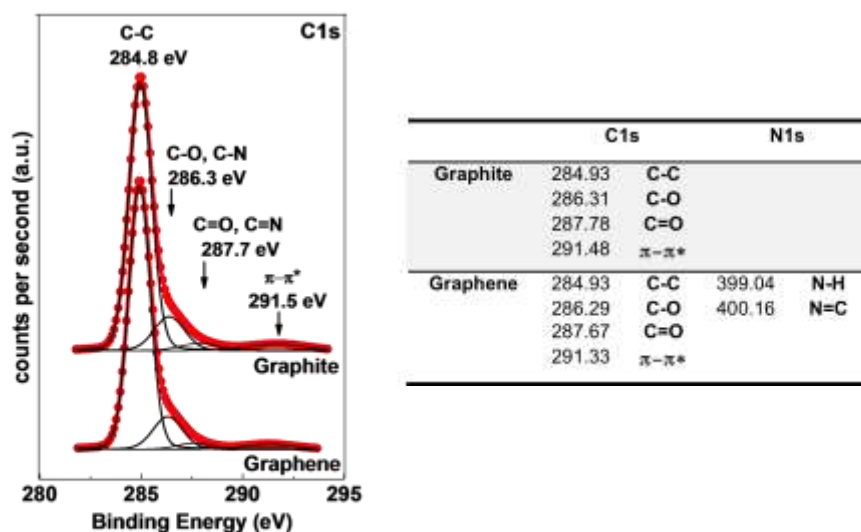 C-C
284.8 eV
C1s
C-O, C-N
286.3 eV
C=O, C=N
287.7 eV
π-π*
291.5 eV
Graphite
Graphene
counts per second (a.u.)
280 285 290 295
Binding Energy (eV)
C1s N1s
Graphite 284.93 C-C
286.31 C-O
287.78 C=O
291.48 π-π*
Graphene 284.93 C-C 399.04 N-H
286.29 C-O 400.16 N=C
287.67 C=O
291.33 π-π*